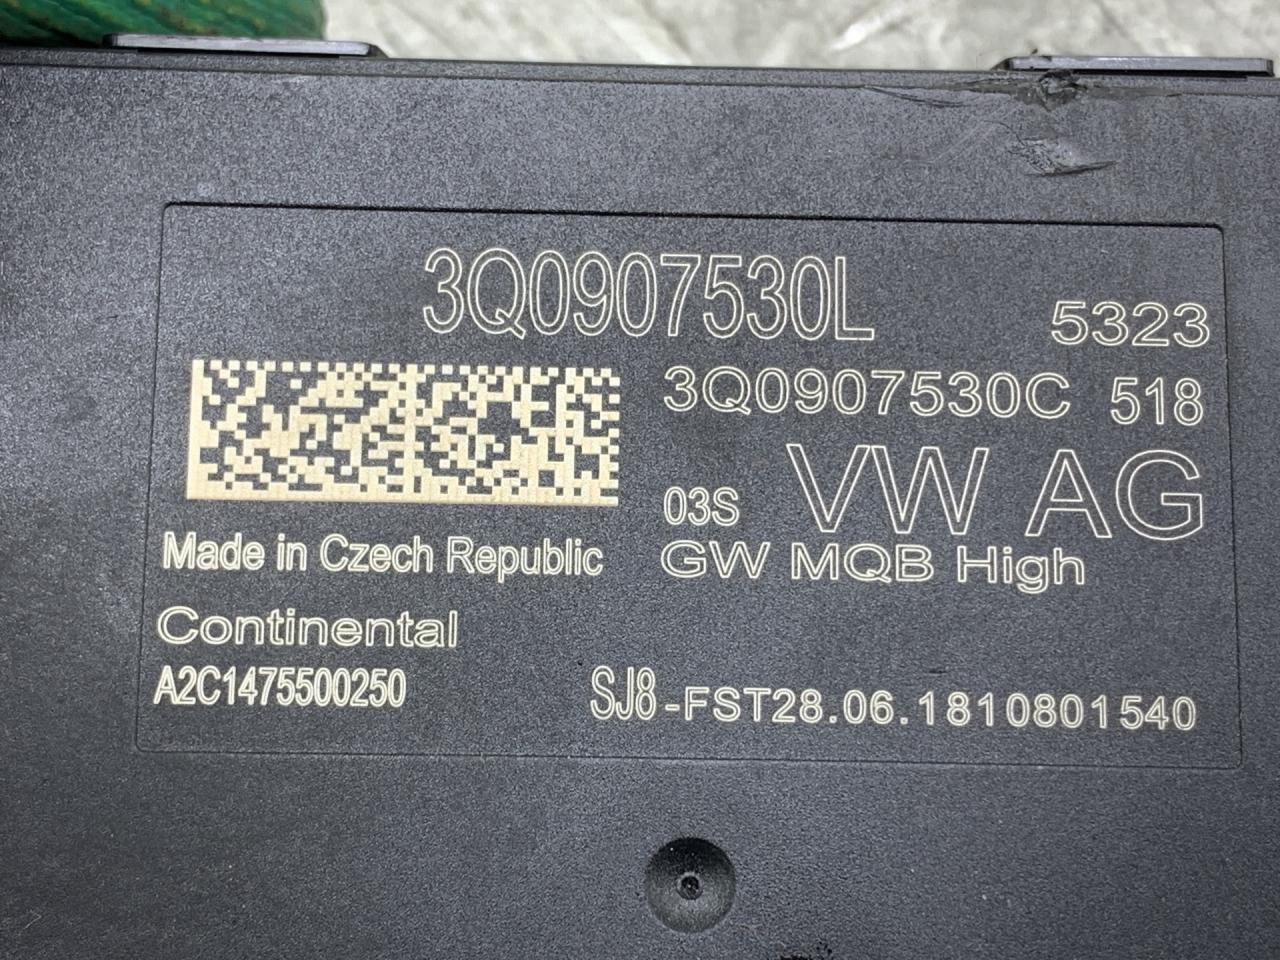 3Q0907530L
5323
3Q0907530C 518
03S VW AG
GW MQB High
Made in Czech Republic
Continental
A2C1475500250
SJ8-FST28.06.1810801540